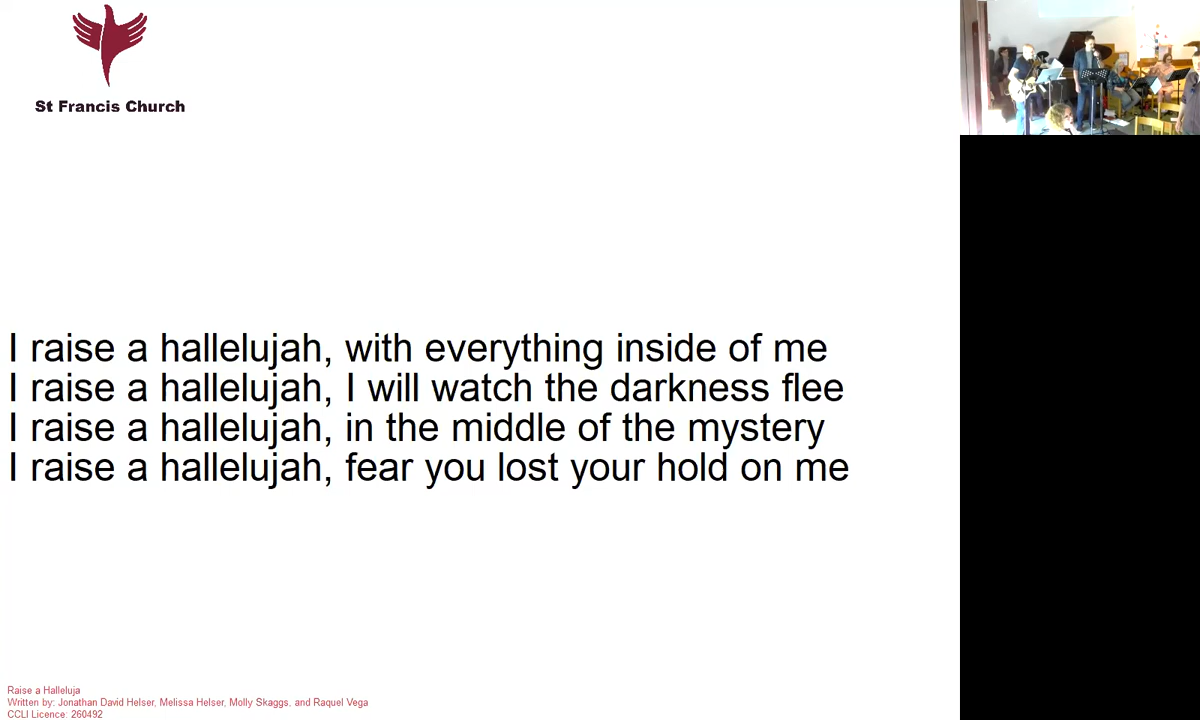 St Francis Church
I raise a hallelujah, with everything inside of me
I raise a hallelujah, I will watch the darkness flee
I raise a hallelujah, in the middle of the mystery
I raise a hallelujah, fear you lost your hold on me
Raise a Halleluja
Written by: Jonathan David Helser, Melissa Helser, Molly Skaggs, and Raquel Vega
CCLI Licence: 260492